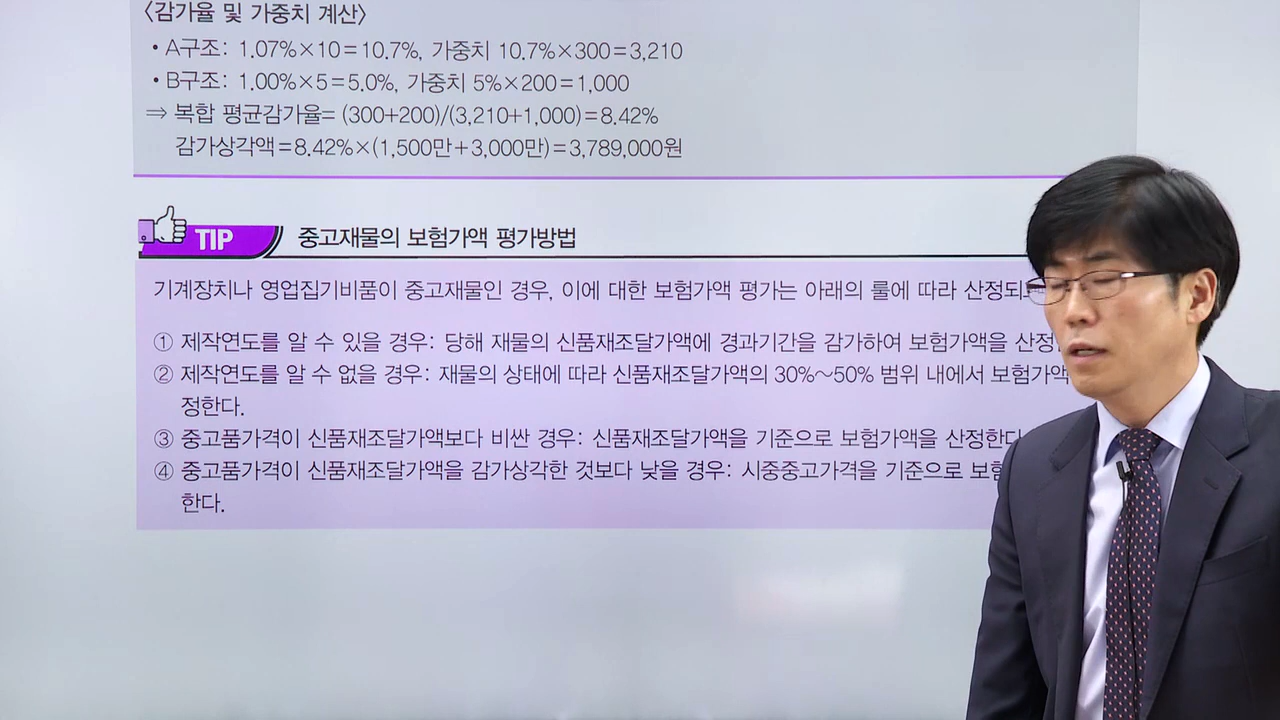 〈감가율 및 가중치 계산〉
• A구조: 1.07%×10=10.7%, 가중치 10.7%×300=3,210
• B구조: 1.00%×5=5.0%, 가중치 5%×200=1,000
⇒ 복합 평균감가율= (300+200)/(3,210+1,000)=8.42%
감가상각액=8.42%×(1,500만+3,000만)=3,789,000원
TIP 중고재물의 보험가액 평가방법
기계장치나 영업집기비품이 중고재물인 경우, 이에 대한 보험가액 평가는 아래의 룰에 따라 산정되
① 제작연도를 알 수 있을 경우: 당해 재물의 신품재조달가액에 경과기간을 감가하여 보험가액을 산정
② 제작연도를 알 수 없을 경우: 재물의 상태에 따라 신품재조달가액의 30%~50% 범위 내에서 보험가액
정한다.
③ 중고품가격이 신품재조달가액보다 비싼 경우: 신품재조달가액을 기준으로 보험가액을 산정한다
④ 중고품가격이 신품재조달가액을 감가상각한 것보다 낮을 경우: 시중중고가격을 기준으로 보험
한다.